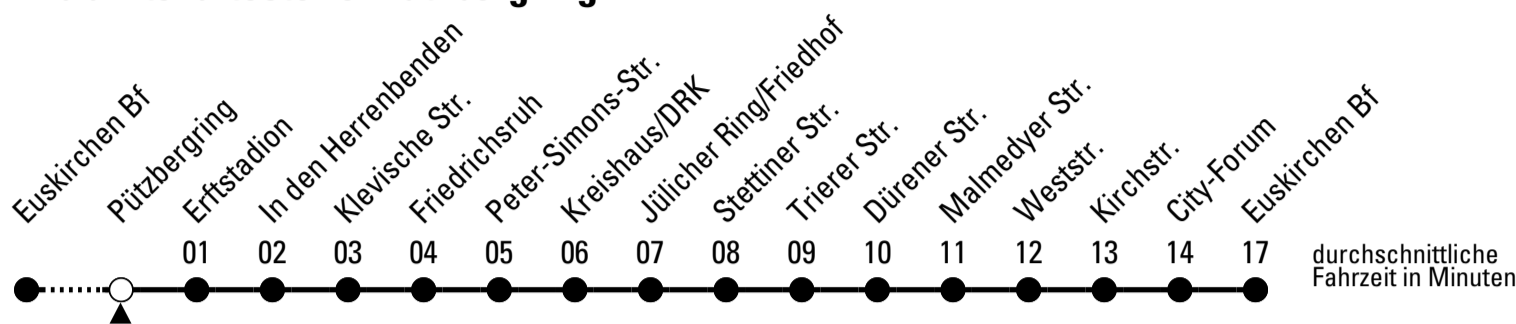 Euskirchen Bf
Pützbergring
Erftstadion
In den Herrenbenden
Klevische Str.
Friedrichsruh
Peter-Simons-Str.
Kreishaus/DRK
Jülicher Ring/Friedhof
Stettiner Str.
Trierer Str.
Dürener Str.
Malmedyer Str.
Weststr.
Kirchstr.
City-Forum
Euskirchen Bf
01 02 03 04 05 06 07 08 09 10 11 12 13 14 17
durchschnittliche
Fahrzeit in Minuten